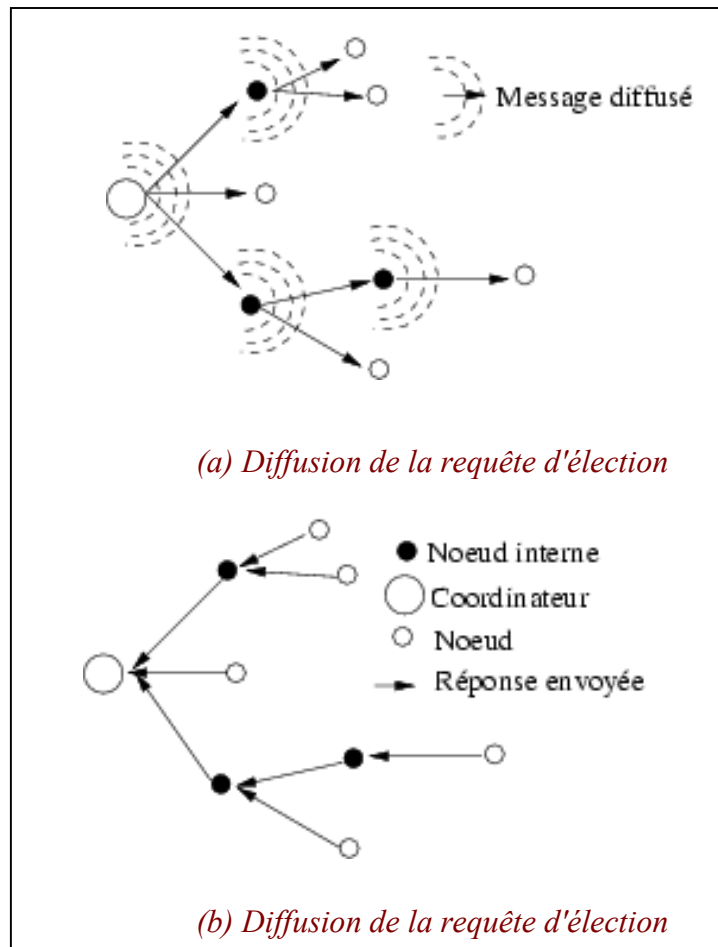 Message diffusé
(a) Diffusion de la requête d'élection
Noeud interne
Coordinateur
Noeud
Réponse envoyée
(b) Diffusion de la requête d'élection